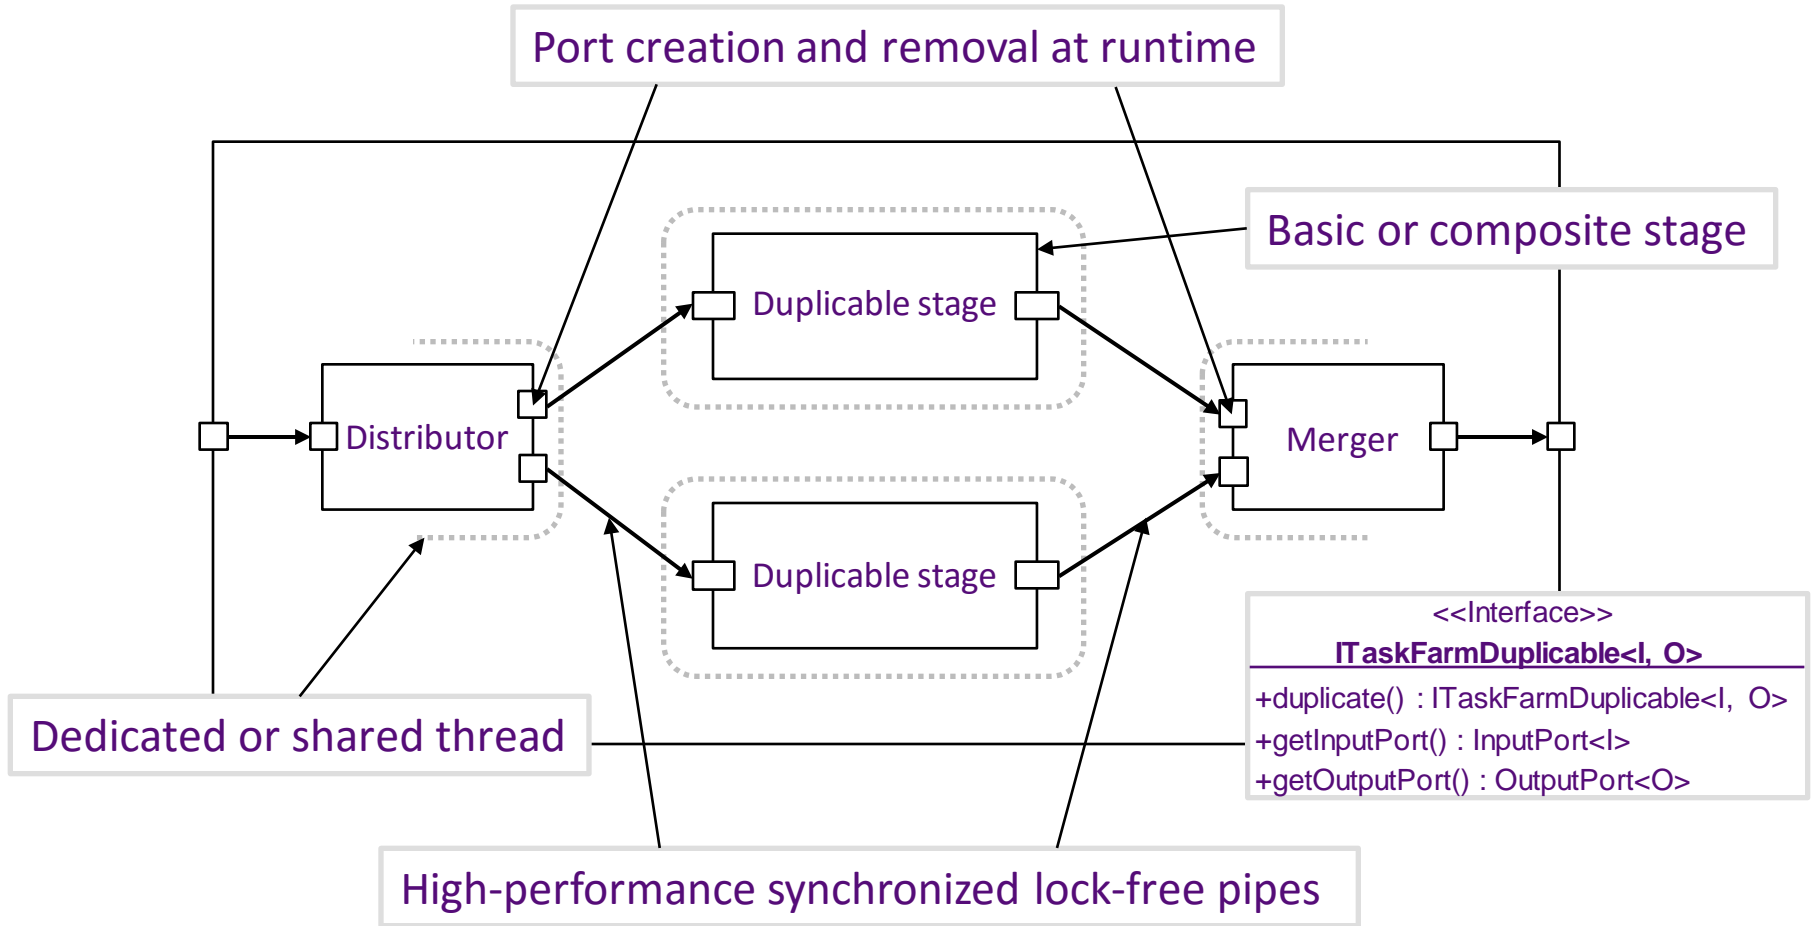 Port creation and removal at runtime
Basic or composite stage
Duplicable stage
Distributor
Merger
Duplicable stage
<<Interface>>
ITaskFarmDuplicable<I, O>
+duplicate() : ITaskFarmDuplicable<I, O>
+getInputPort() : InputPort<I>
+getOutputPort() : OutputPort<O>
Dedicated or shared thread
High-performance synchronized lock-free pipes